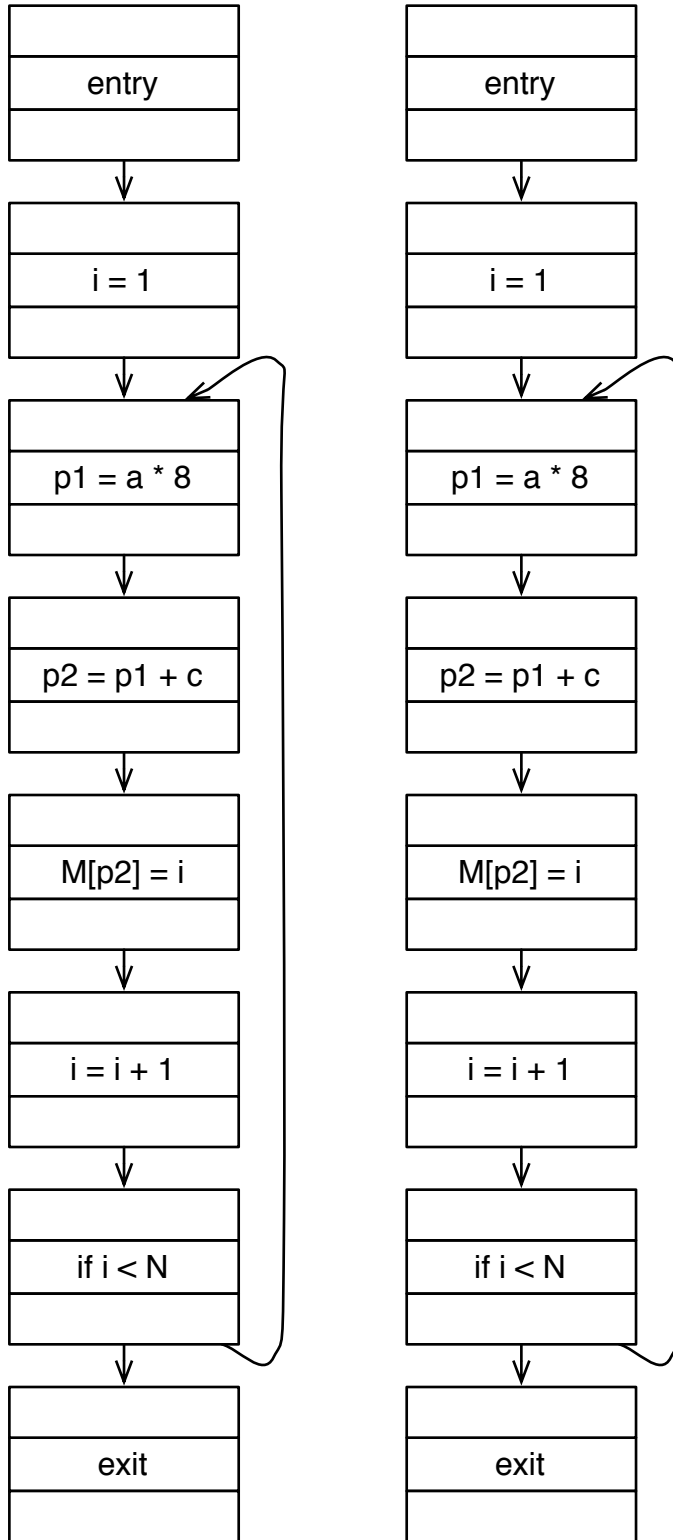 entry
i = 1
p1 = a * 8
p2 = p1 + c
M[p2] = i
i = i + 1
if i < N
exit
entry
i = 1
p1 = a * 8
p2 = p1 + c
M[p2] = i
i = i + 1
if i < N
exit